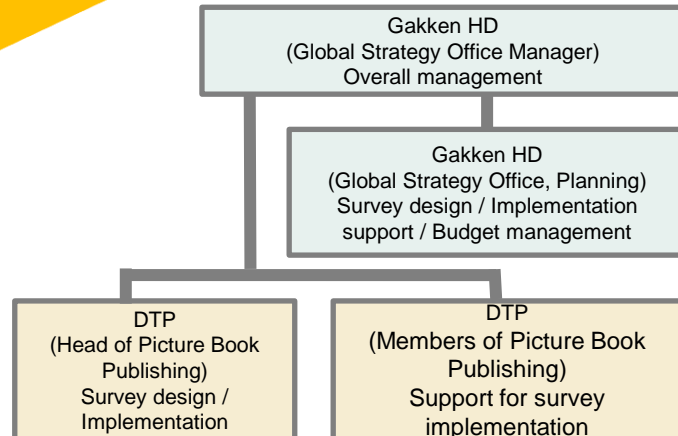 Gakken HD
(Global Strategy Office Manager)
Overall management
Gakken HD
(Global Strategy Office, Planning)
Survey design / Implementation
support / Budget management
DTP
(Head of Picture Book
Publishing)
Survey design /
Implementation
DTP
(Members of Picture Book
Publishing)
Support for survey
implementation